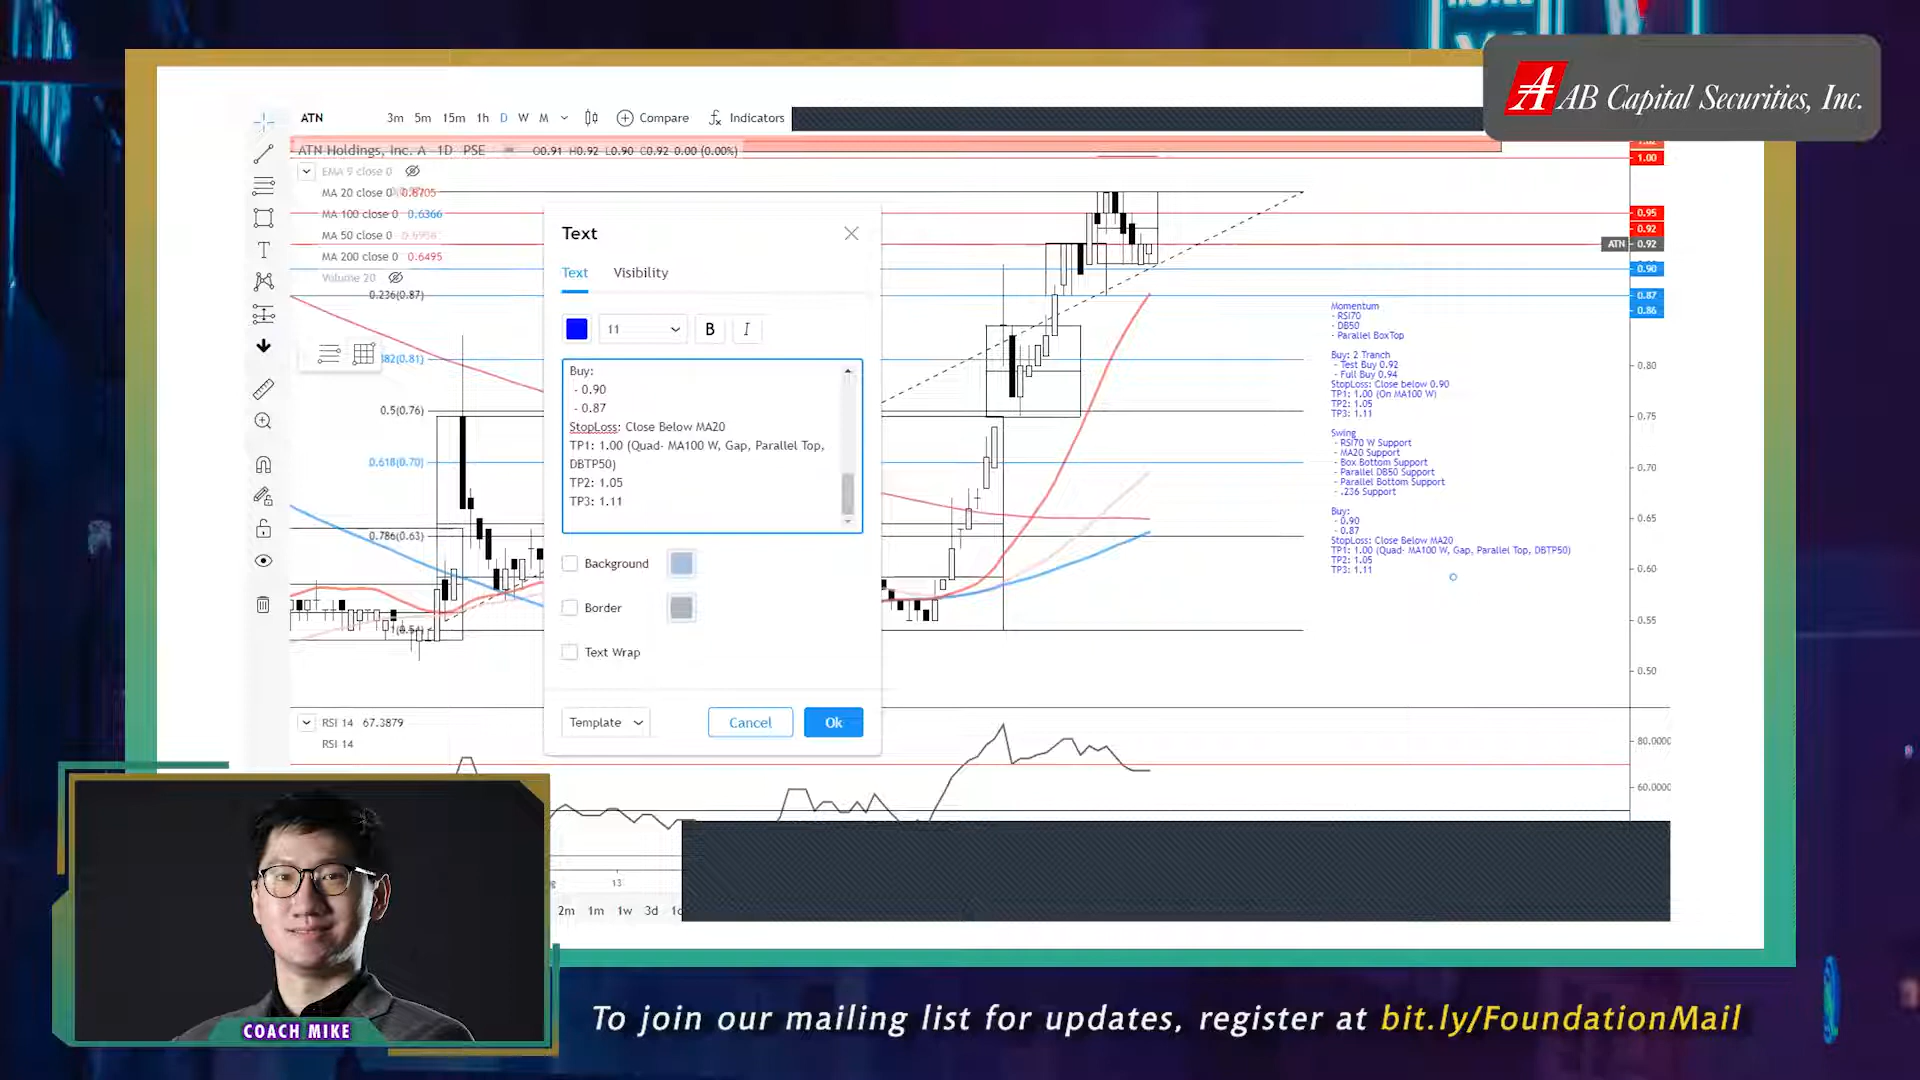 AB Capital Securities, Inc.
ATN
3m 5m 15m 1h D W M
Compare
Indicators
ATN Holdings, Inc. A 1D PSE
O0.91 H0.92 L0.90 C0.92 0.00 (0.00%)
EMA 9 close 0
MA 20 close 0 0.8705
MA 100 close 0 0.6366
MA 50 close 0
MA 200 close 0 0.6495
Volume 20
0.236(0.87)
382(0.81)
0.5(0.76)
0.618(0.70)
0.786(0.63)
Text
Text Visibility
11
B I
Buy:
- 0.90
- 0.87
StopLoss: Close Below MA20
TP1: 1.00 (Quad- MA100 W, Gap, Parallel Top,
DBTP50)
TP2: 1.05
TP3: 1.11
Background
Border
Text Wrap
Template
Cancel
Ok
Momentum
- RSI70
- DB50
- Parallel BoxTop
Buy: 2 Tranch
- Test Buy 0.92
- Full Buy 0.94
StopLoss: Close below 0.90
TP1: 1.00 (On MA100 W)
TP2: 1.05
TP3: 1.11
Swing
- RSI70 W Support
- MA20 Support
- Box Bottom Support
- Parallel DB50 Support
- Parallel Bottom Support
- .236 Support
Buy:
- 0.90
- 0.87
StopLoss: Close Below MA20
TP1: 1.00 (Quad- MA100 W, Gap, Parallel Top, DBTP50)
TP2: 1.05
TP3: 1.11
1.00
0.95
0.92
ATN 0.92
0.90
0.87
0.86
0.80
0.75
0.70
0.65
0.60
0.55
0.50
80.0000
60.0000
RSI 14 67.3879
RSI 14
13
2m 1m 1w 3d
COACH MIKE
To join our mailing list for updates, register at bit.ly/FoundationMail